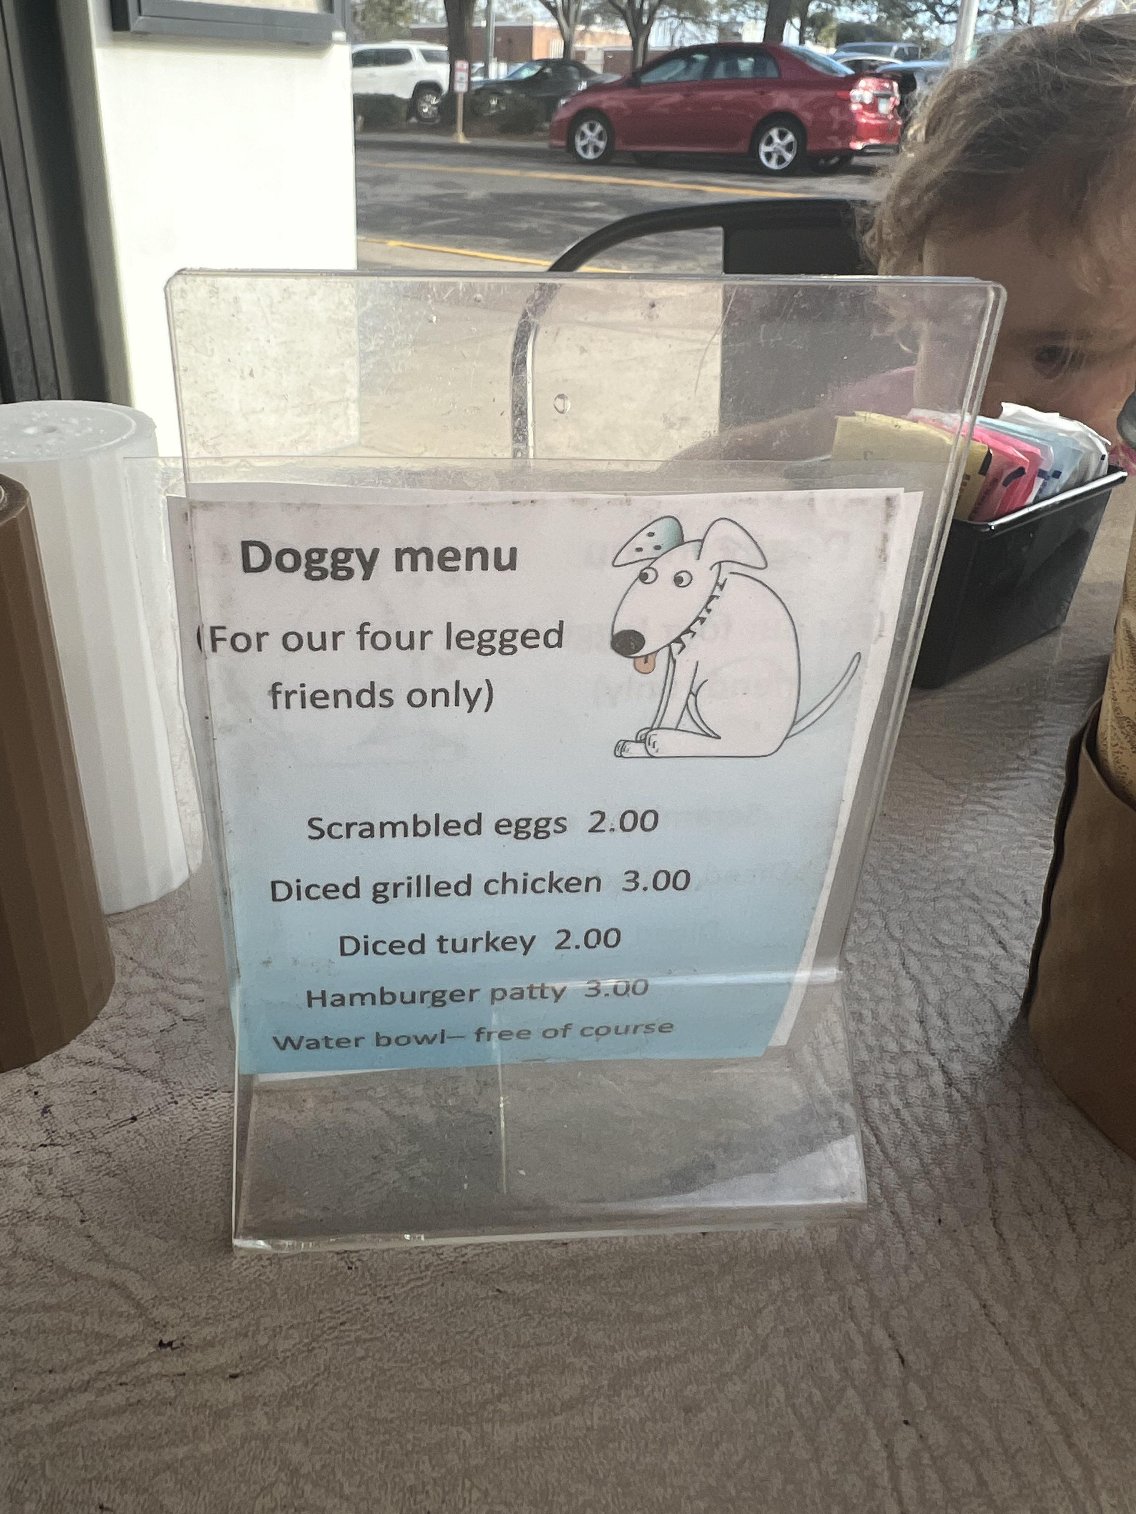 Doggy menu
(For our four legged
friends only)
Scrambled eggs 2.00
Diced grilled chicken 3.00
Diced turkey 2.00
Hamburger patty 3.00
Water bowl– free of course